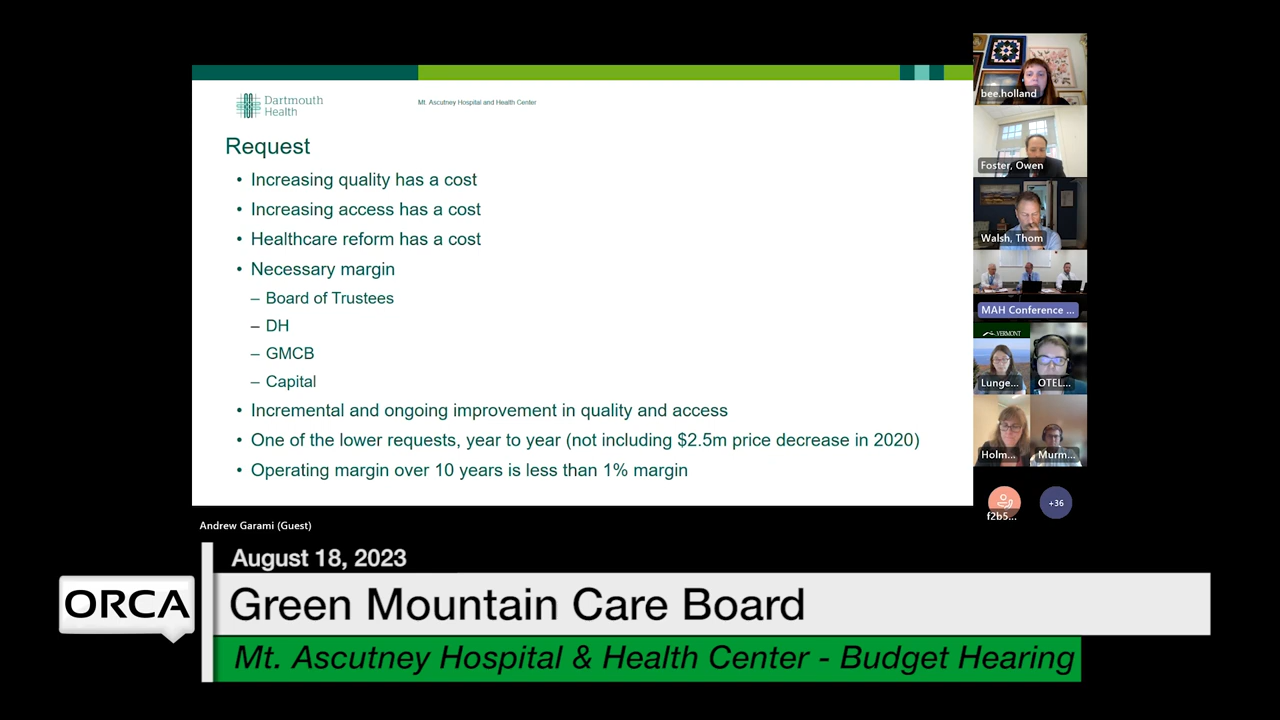 Dartmouth
Health
Mt. Ascutney Hospital and Health Center
Request
• Increasing quality has a cost
• Increasing access has a cost
• Healthcare reform has a cost
• Necessary margin
– Board of Trustees
– DH
– GMCB
– Capital
• Incremental and ongoing improvement in quality and access
• One of the lower requests, year to year (not including $2.5m price decrease in 2020)
• Operating margin over 10 years is less than 1% margin
bee.holland
Foster, Owen
Walsh, Thom
MAH Conference ...
VERMONT
Lunge...
OTEL...
Holm...
Murm...
f2b5...
+36
Andrew Garami (Guest)
August 18, 2023
ORCA
Green Mountain Care Board
Mt. Ascutney Hospital & Health Center - Budget Hearing